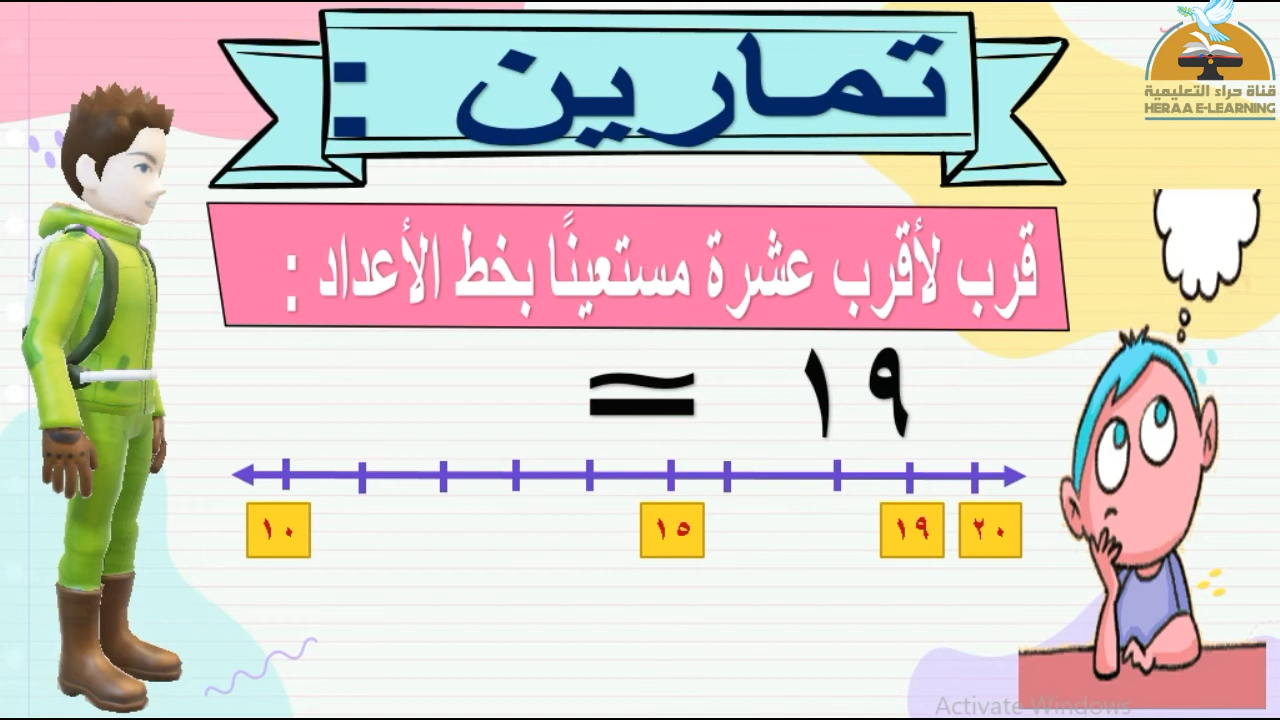 تمارين :
قناة حراء التعليمية
HERAA E-LEARNING
قرب لأقرب عشرة مستعينًا بخط الأعداد :
١٩ ≃
١٠ ١٥ ١٩ ٢٠
Activate Windows